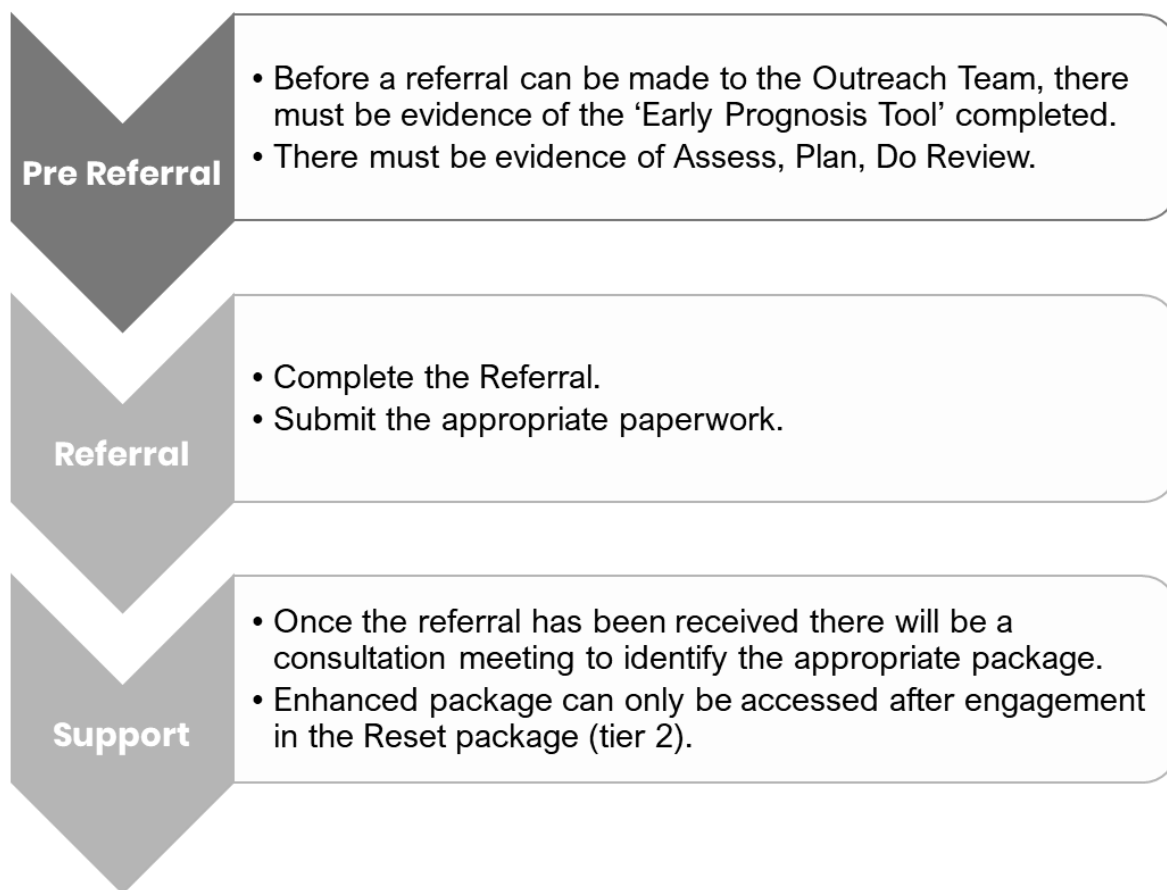 Pre Referral
• Before a referral can be made to the Outreach Team, there
must be evidence of the ‘Early Prognosis Tool’ completed.
• There must be evidence of Assess, Plan, Do Review.
Referral
• Complete the Referral.
• Submit the appropriate paperwork.
Support
• Once the referral has been received there will be a
consultation meeting to identify the appropriate package.
• Enhanced package can only be accessed after engagement
in the Reset package (tier 2).